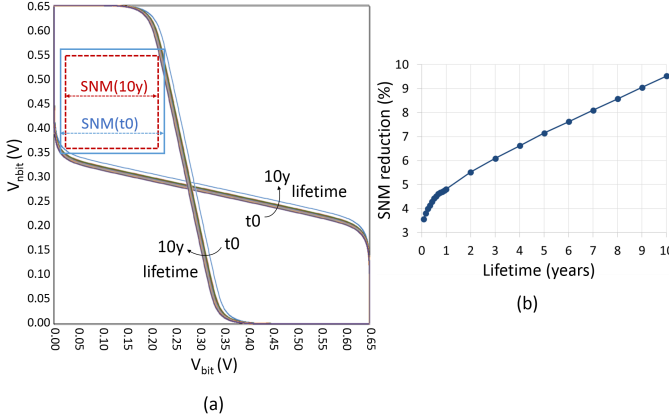 0.65
0.60
0.55
0.50
0.45
0.40
0.35
0.30
0.25
0.20
0.15
0.10
0.05
0.00
Vnbit (V)
SNM(10y)
SNM(t0)
10y
lifetime
t0
10y
t0
lifetime
0.00
0.05
0.10
0.15
0.20
0.25
0.30
0.35
0.40
0.45
0.50
0.55
0.60
0.65
Vbit (V)
(a)
10
9
8
7
6
5
4
3
SNM reduction (%)
0 1 2 3 4 5 6 7 8 9 10
Lifetime (years)
(b)